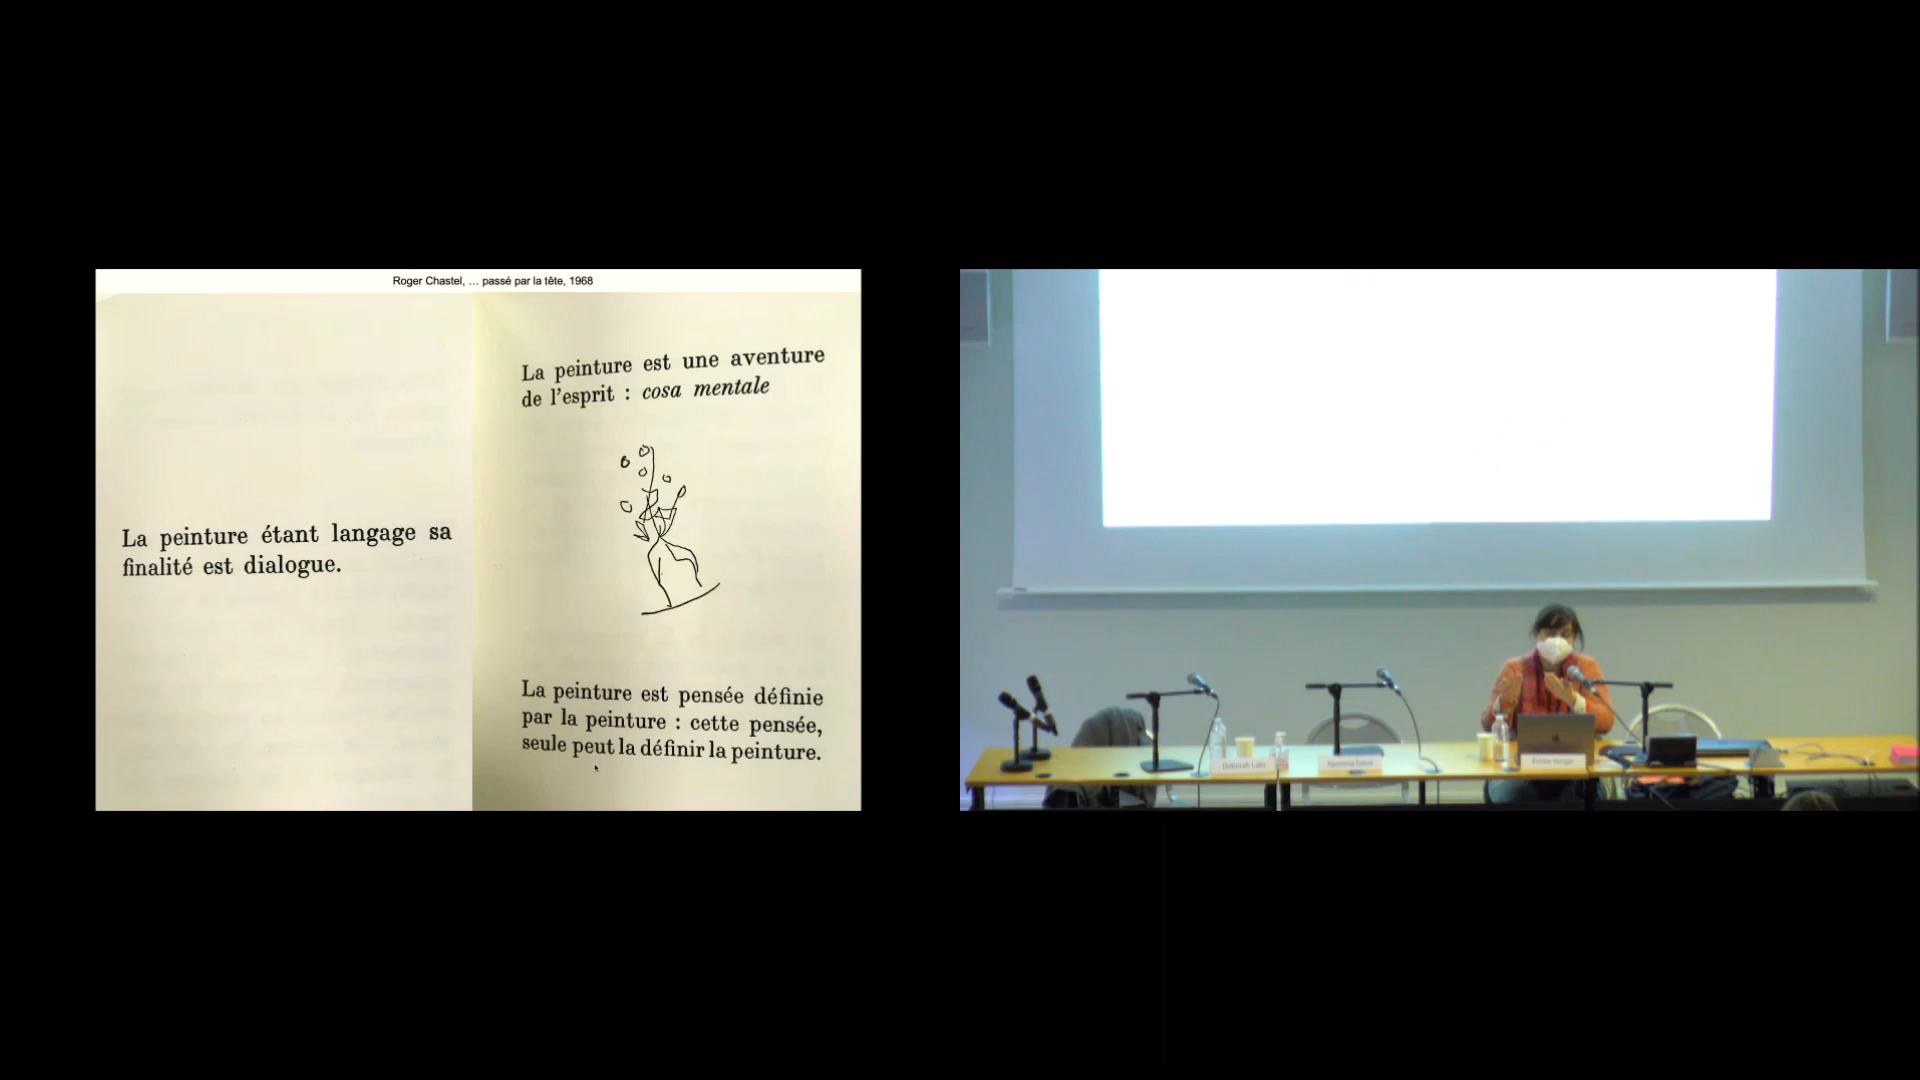 Roger Chastel, ... passé par la tête, 1968
La peinture étant langage sa
finalité est dialogue.
La peinture est une aventure
de l'esprit : cosa mentale
La peinture est pensée définie
par la peinture : cette pensée,
seule peut la définir la peinture.